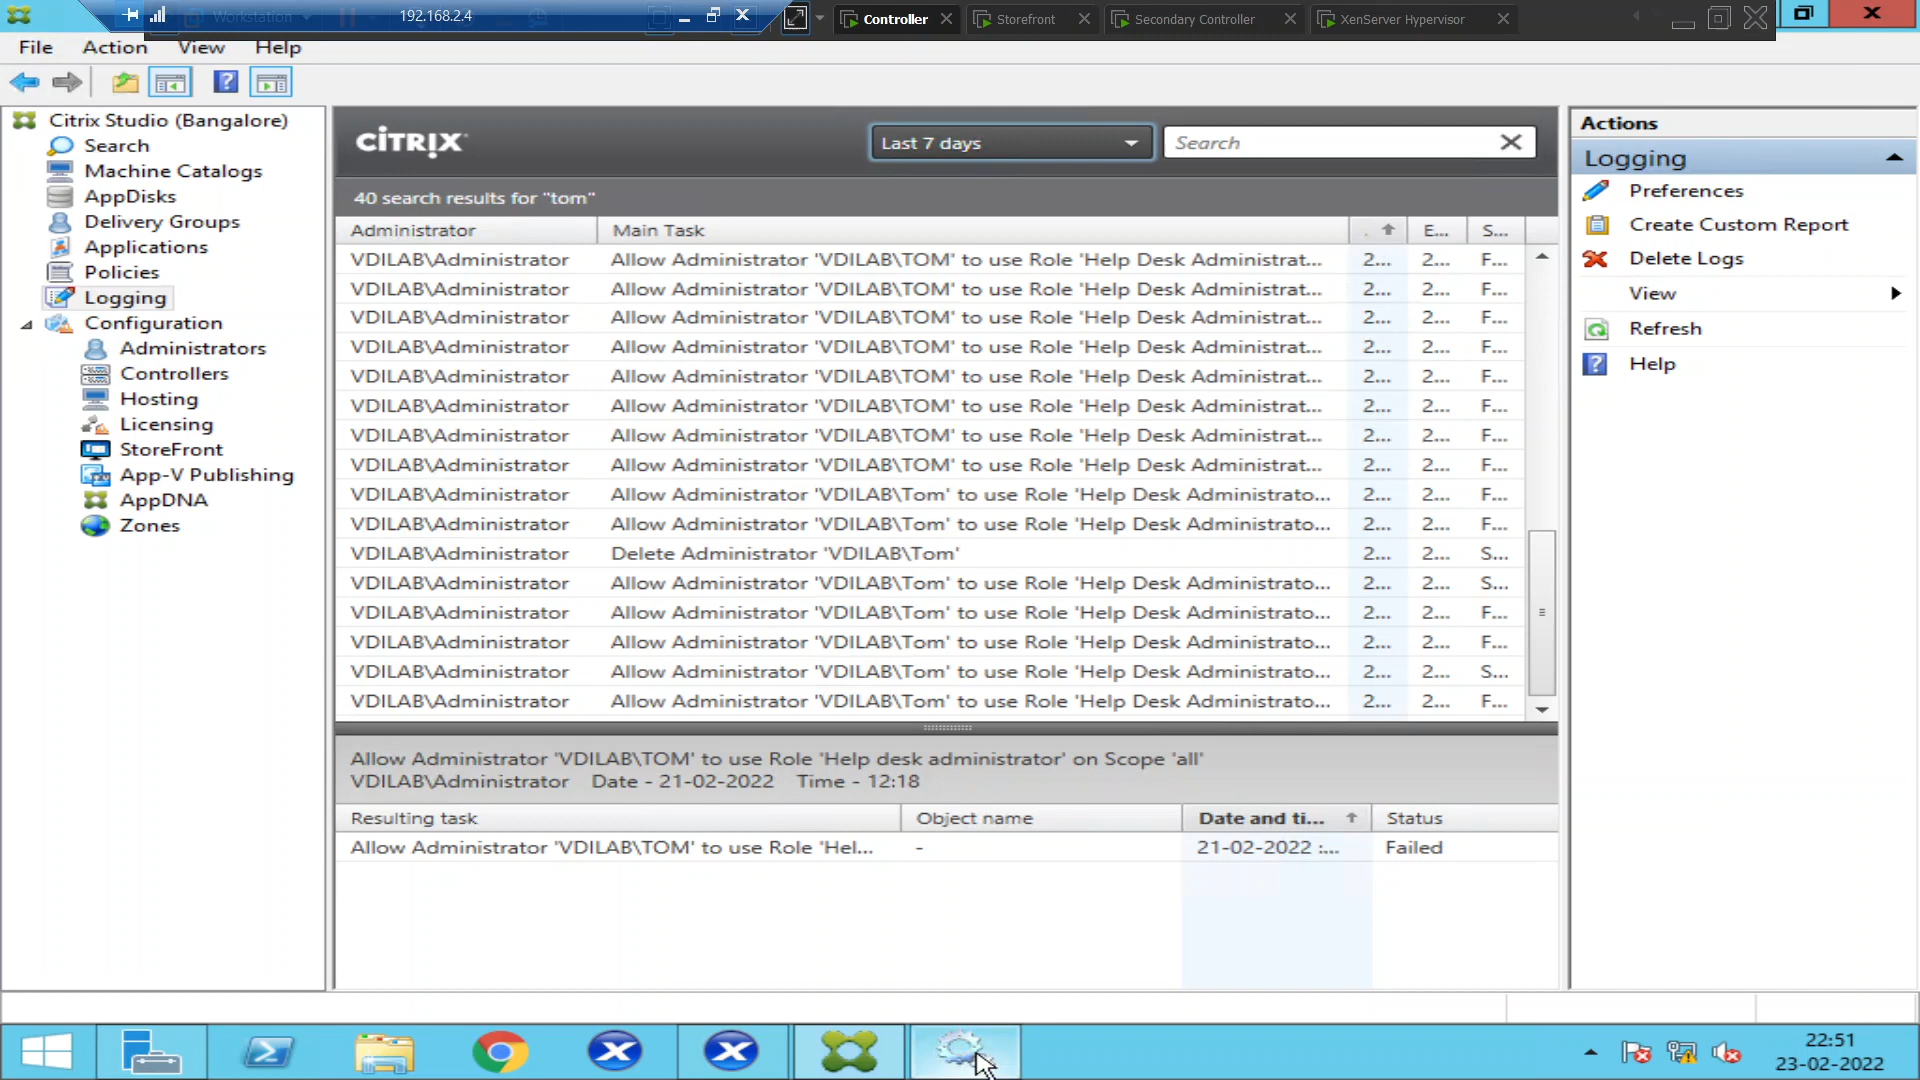 Workstation
192.168.2.4
Controller
Storefront
Secondary Controller
XenServer Hypervisor
File Action View Help
Citrix Studio (Bangalore)
Search
Machine Catalogs
AppDisks
Delivery Groups
Applications
Policies
Logging
Configuration
Administrators
Controllers
Hosting
Licensing
StoreFront
App-V Publishing
AppDNA
Zones
CİTRIX
Last 7 days
Search
40 search results for "tom"
Administrator Main Task . E... S...
VDILAB\Administrator Allow Administrator 'VDILAB\TOM' to use Role 'Help Desk Administrat... 2... 2... F...
VDILAB\Administrator Allow Administrator 'VDILAB\TOM' to use Role 'Help Desk Administrat... 2... 2... F...
VDILAB\Administrator Allow Administrator 'VDILAB\TOM' to use Role 'Help Desk Administrat... 2... 2... F...
VDILAB\Administrator Allow Administrator 'VDILAB\TOM' to use Role 'Help Desk Administrat... 2... 2... F...
VDILAB\Administrator Allow Administrator 'VDILAB\TOM' to use Role 'Help Desk Administrat... 2... 2... F...
VDILAB\Administrator Allow Administrator 'VDILAB\TOM' to use Role 'Help Desk Administrat... 2... 2... F...
VDILAB\Administrator Allow Administrator 'VDILAB\TOM' to use Role 'Help Desk Administrat... 2... 2... F...
VDILAB\Administrator Allow Administrator 'VDILAB\TOM' to use Role 'Help Desk Administrat... 2... 2... F...
VDILAB\Administrator Allow Administrator 'VDILAB\Tom' to use Role 'Help Desk Administrato... 2... 2... F...
VDILAB\Administrator Allow Administrator 'VDILAB\Tom' to use Role 'Help Desk Administrato... 2... 2... F...
VDILAB\Administrator Delete Administrator 'VDILAB\Tom' 2... 2... S...
VDILAB\Administrator Allow Administrator 'VDILAB\Tom' to use Role 'Help Desk Administrato... 2... 2... S...
VDILAB\Administrator Allow Administrator 'VDILAB\Tom' to use Role 'Help Desk Administrato... 2... 2... F...
VDILAB\Administrator Allow Administrator 'VDILAB\Tom' to use Role 'Help Desk Administrato... 2... 2... F...
VDILAB\Administrator Allow Administrator 'VDILAB\Tom' to use Role 'Help Desk Administrato... 2... 2... S...
VDILAB\Administrator Allow Administrator 'VDILAB\Tom' to use Role 'Help Desk Administrato... 2... 2... F...
Allow Administrator 'VDILAB\TOM' to use Role 'Help desk administrator' on Scope 'all'
VDILAB\Administrator Date - 21-02-2022 Time - 12:18
Resulting task Object name Date and ti... Status
Allow Administrator 'VDILAB\TOM' to use Role 'Hel... - 21-02-2022 :... Failed
Actions
Logging
Preferences
Create Custom Report
Delete Logs
View
Refresh
Help
22:51
23-02-2022